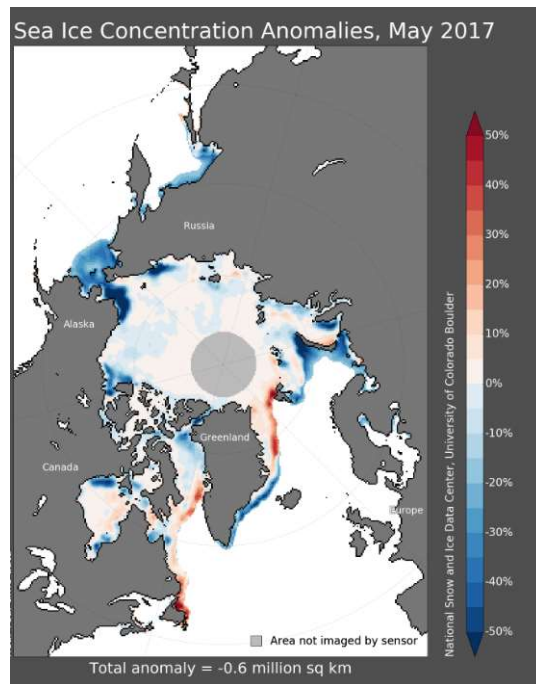 Sea Ice Concentration Anomalies, May 2017
50%
40%
30%
20%
10%
0%
-10%
-20%
-30%
-40%
-50%
National Snow and Ice Data Center, University of Colorado Boulder
Russia
Alaska
Greenland
Canada
Europe
Area not imaged by sensor
Total anomaly = -0.6 million sq km